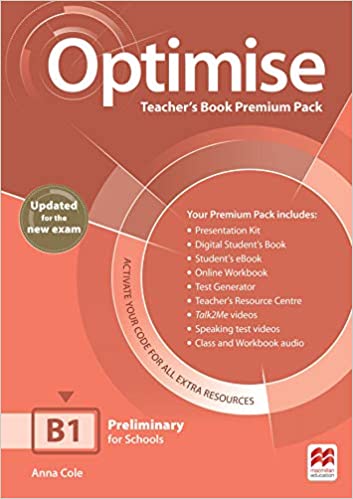 Optimise
Teacher's Book Premium Pack
Updated
for the
new exam
Your Premium Pack includes:
• Presentation Kit
• Digital Student's Book
• Student's eBook
• Online Workbook
• Test Generator
• Teacher's Resource Centre
• Talk2Me videos
• Speaking test videos
• Class and Workbook audio
ACTIVATE YOUR CODE FOR ALL EXTRA RESOURCES
B1
Preliminary
for Schools
Anna Cole
macmillan
education